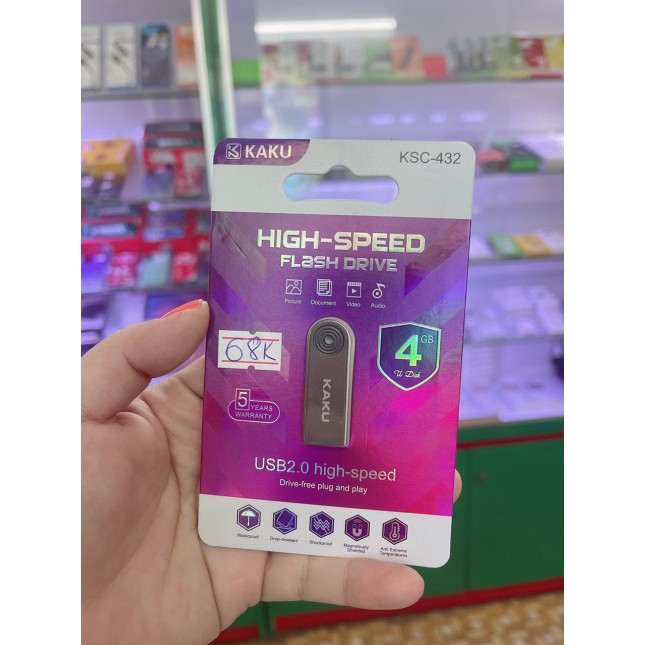 KAKU
KSC-432
HIGH-SPEED
FLaSH DRIVE
Picture Document Video Audio
68K
4 GB
U Disk
KAKU
5 YEARS
WARRANTY
USB2.0 high-speed
Drive-free plug and play
Waterproof Drop-resistant Shockproof Magnetically Shielded Anti Extreme Temperatures